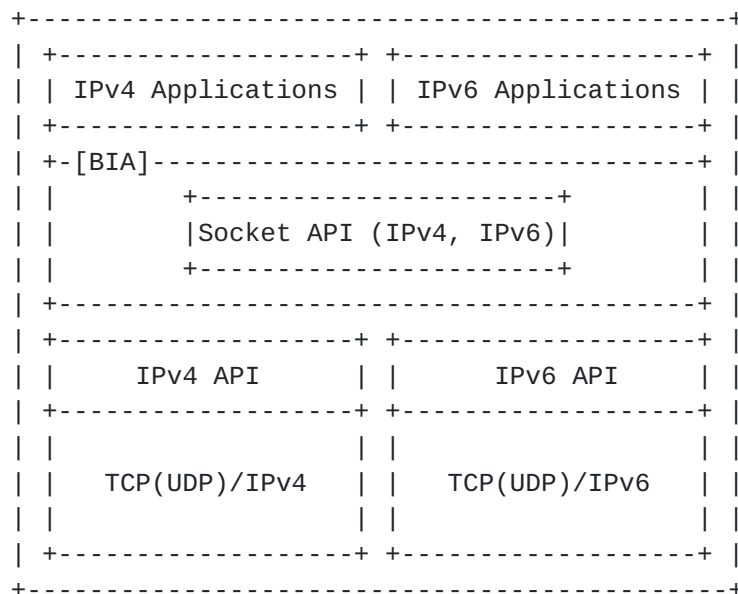 +---------------------------------------------+
| +-------------------+ +-------------------+ |
| | IPv4 Applications | | IPv6 Applications | |
| +-------------------+ +-------------------+ |
| +-[BIA]-----------------------------------+ |
| |        +-----------------------+        | |
| |        |Socket API (IPv4, IPv6)|        | |
| |        +-----------------------+        | |
| +-----------------------------------------+ |
| +-------------------+ +-------------------+ |
| |     IPv4 API      | |      IPv6 API     | |
| +-------------------+ +-------------------+ |
| |                   | |                   | |
| |   TCP(UDP)/IPv4   | |   TCP(UDP)/IPv6   | |
| |                   | |                   | |
| +-------------------+ +-------------------+ |
+---------------------------------------------+